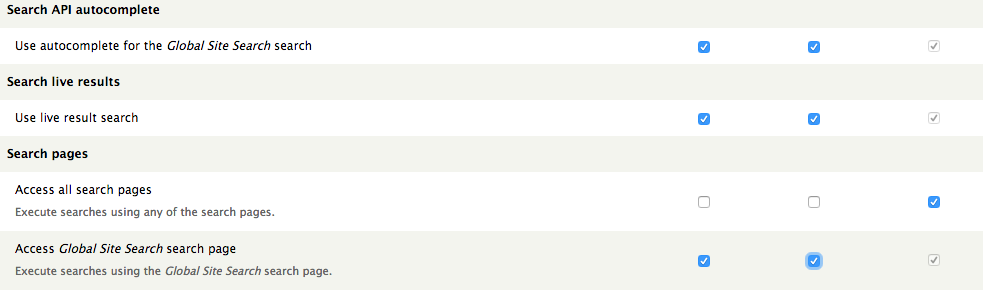 Search API autocomplete
Use autocomplete for the Global Site Search search
Search live results
Use live result search
Search pages
Access all search pages
Execute searches using any of the search pages.
Access Global Site Search search page
Execute searches using the Global Site Search search page.